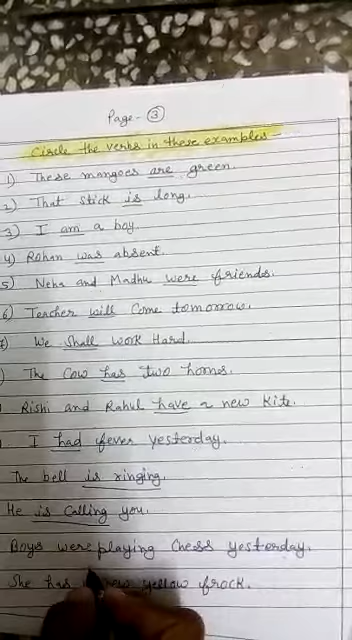 Page - 3
Circle the verbs in these examples -
1) These mangoes are green.
2) That stick is long.
3) I am a boy.
4) Rohan was absent.
5) Neha and Madhu were friends.
6) Teacher will come tomorrow.
) We shall work Hard.
) The Cow has two horns.
Rishi and Rahul have a new kite.
I had fever yesterday.
The bell is ringing.
He is calling you.
Boys were playing Chess yesterday.
She has new yellow frock.